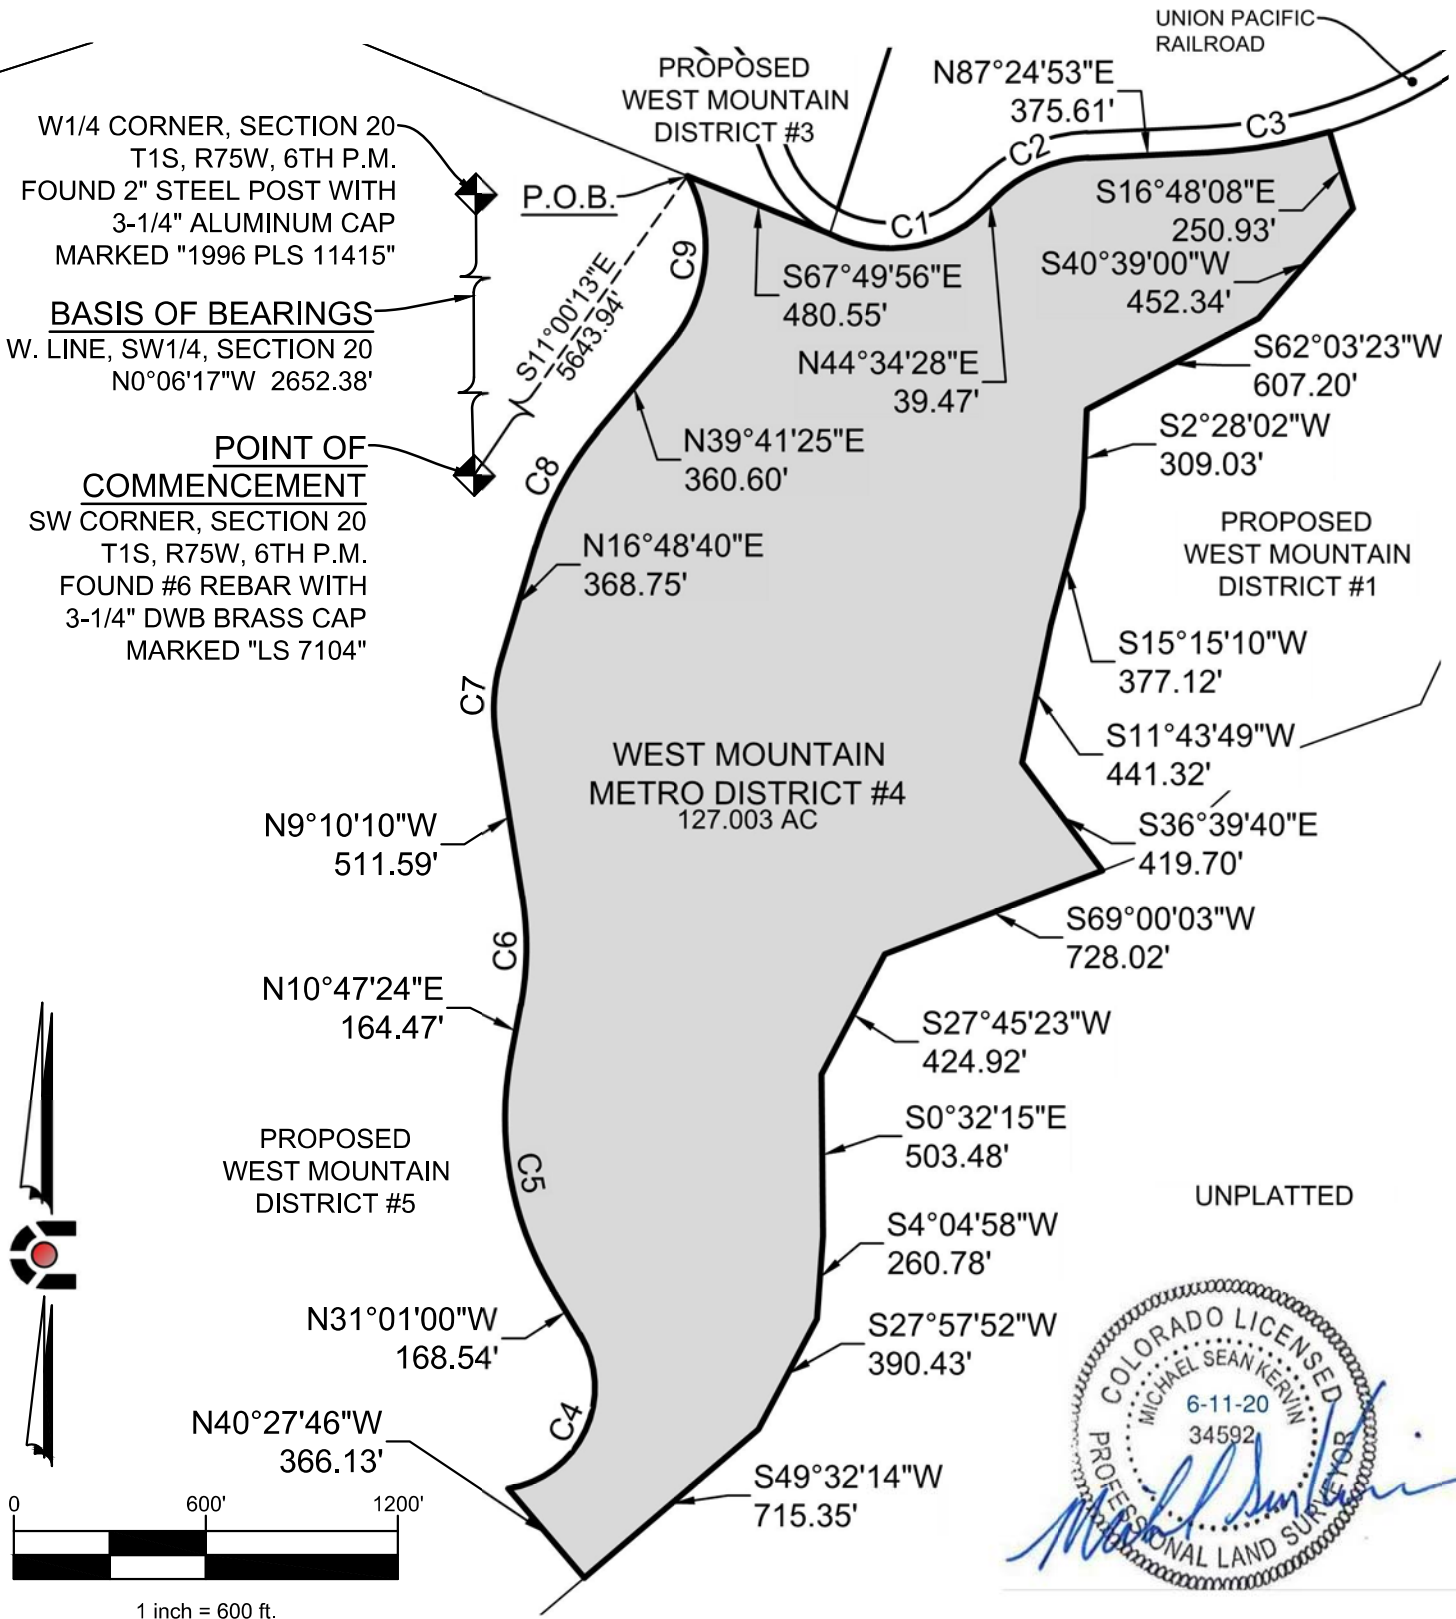 UNION PACIFIC
RAILROAD
PROPOSED
WEST MOUNTAIN
DISTRICT #3
N87°24'53"E
375.61'
W1/4 CORNER, SECTION 20
T1S, R75W, 6TH P.M.
FOUND 2" STEEL POST WITH
3-1/4" ALUMINUM CAP
MARKED "1996 PLS 11415"
P.O.B.
C1
C2
C3
S16°48'08"E
250.93'
C9
S67°49'56"E
480.55'
S40°39'00"W
452.34'
BASIS OF BEARINGS
W. LINE, SW1/4, SECTION 20
N0°06'17"W 2652.38'
S11°00'13"E
5643.94'
N44°34'28"E
39.47'
S62°03'23"W
607.20'
POINT OF
COMMENCEMENT
SW CORNER, SECTION 20
T1S, R75W, 6TH P.M.
FOUND #6 REBAR WITH
3-1/4" DWB BRASS CAP
MARKED "LS 7104"
N39°41'25"E
360.60'
S2°28'02"W
309.03'
C8
N16°48'40"E
368.75'
PROPOSED
WEST MOUNTAIN
DISTRICT #1
S15°15'10"W
377.12'
C7
WEST MOUNTAIN
METRO DISTRICT #4
127.003 AC
S11°43'49"W
441.32'
N9°10'10"W
511.59'
S36°39'40"E
419.70'
S69°00'03"W
728.02'
C6
N10°47'24"E
164.47'
S27°45'23"W
424.92'
PROPOSED
WEST MOUNTAIN
DISTRICT #5
C5
S0°32'15"E
503.48'
UNPLATTED
S4°04'58"W
260.78'
N31°01'00"W
168.54'
S27°57'52"W
390.43'
C4
N40°27'46"W
366.13'
S49°32'14"W
715.35'
COLORADO LICENSED
MICHAEL SEAN KERVIN
6-11-20
34592
PROFESSIONAL LAND SURVEYOR
0 600' 1200'
1 inch = 600 ft.